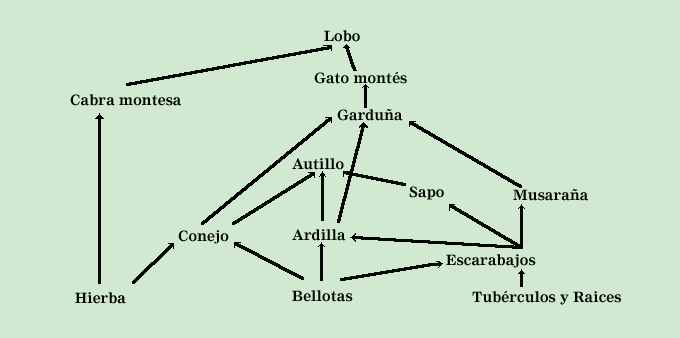 Lobo
Gato montés
Cabra montesa
Garduña
Autillo
Sapo
Musaraña
Conejo
Ardilla
Escarabajos
Hierba
Bellotas
Tubérculos y Raices